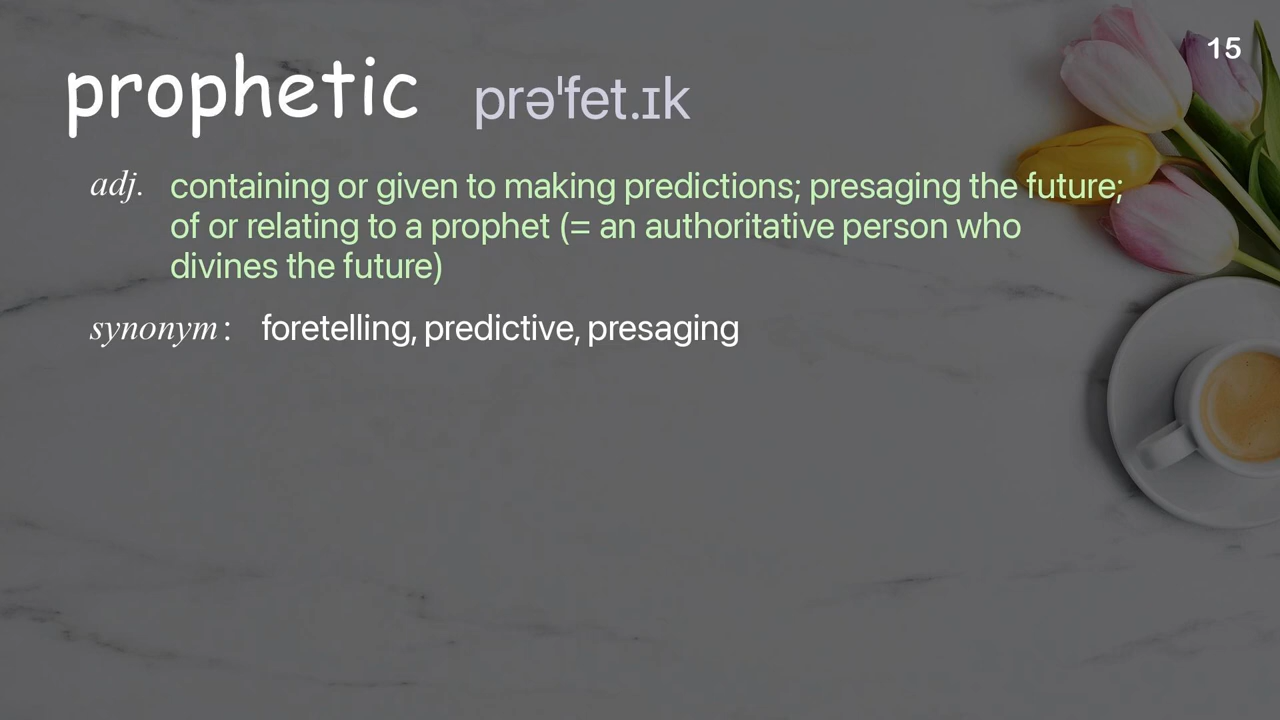 15
prophetic prəˈfet.ɪk
adj. containing or given to making predictions; presaging the future;
of or relating to a prophet (= an authoritative person who
divines the future)
synonym: foretelling, predictive, presaging